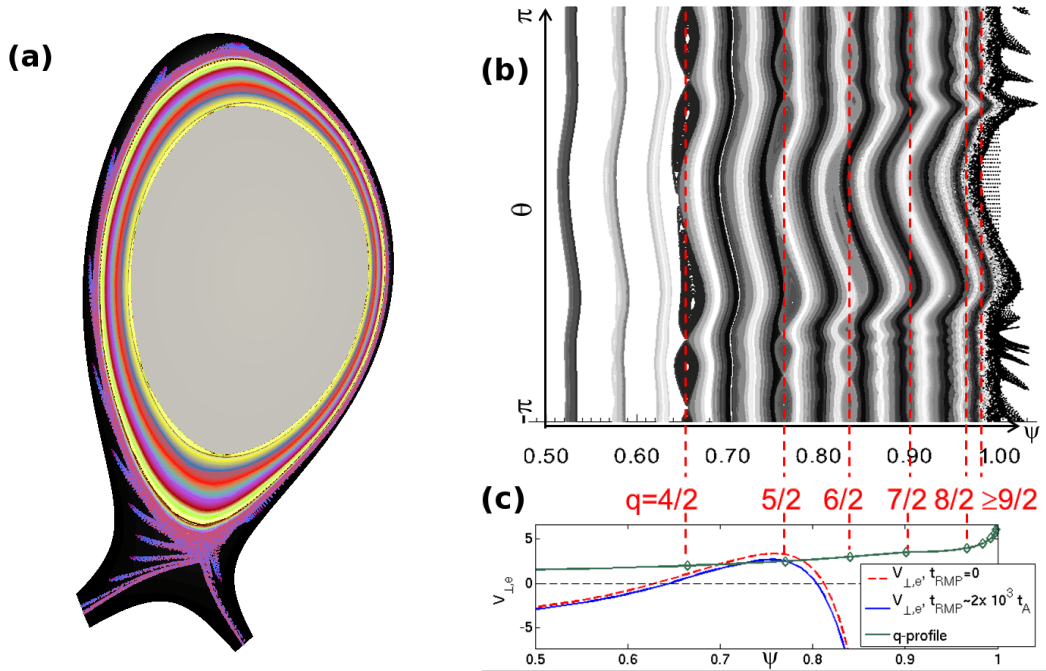 (a)
(b)
π
θ
-π
ψ
0.50 0.60 0.70 0.80 0.90 1.00
q=4/2 5/2 6/2 7/2 8/2 ≥9/2
(c)
V⊥,e
5
0
-5
V⊥,e, tRMP=0
V⊥,e, tRMP~2x 10³ tA
q-profile
0.5 0.6 0.7 ψ 0.8 0.9 1